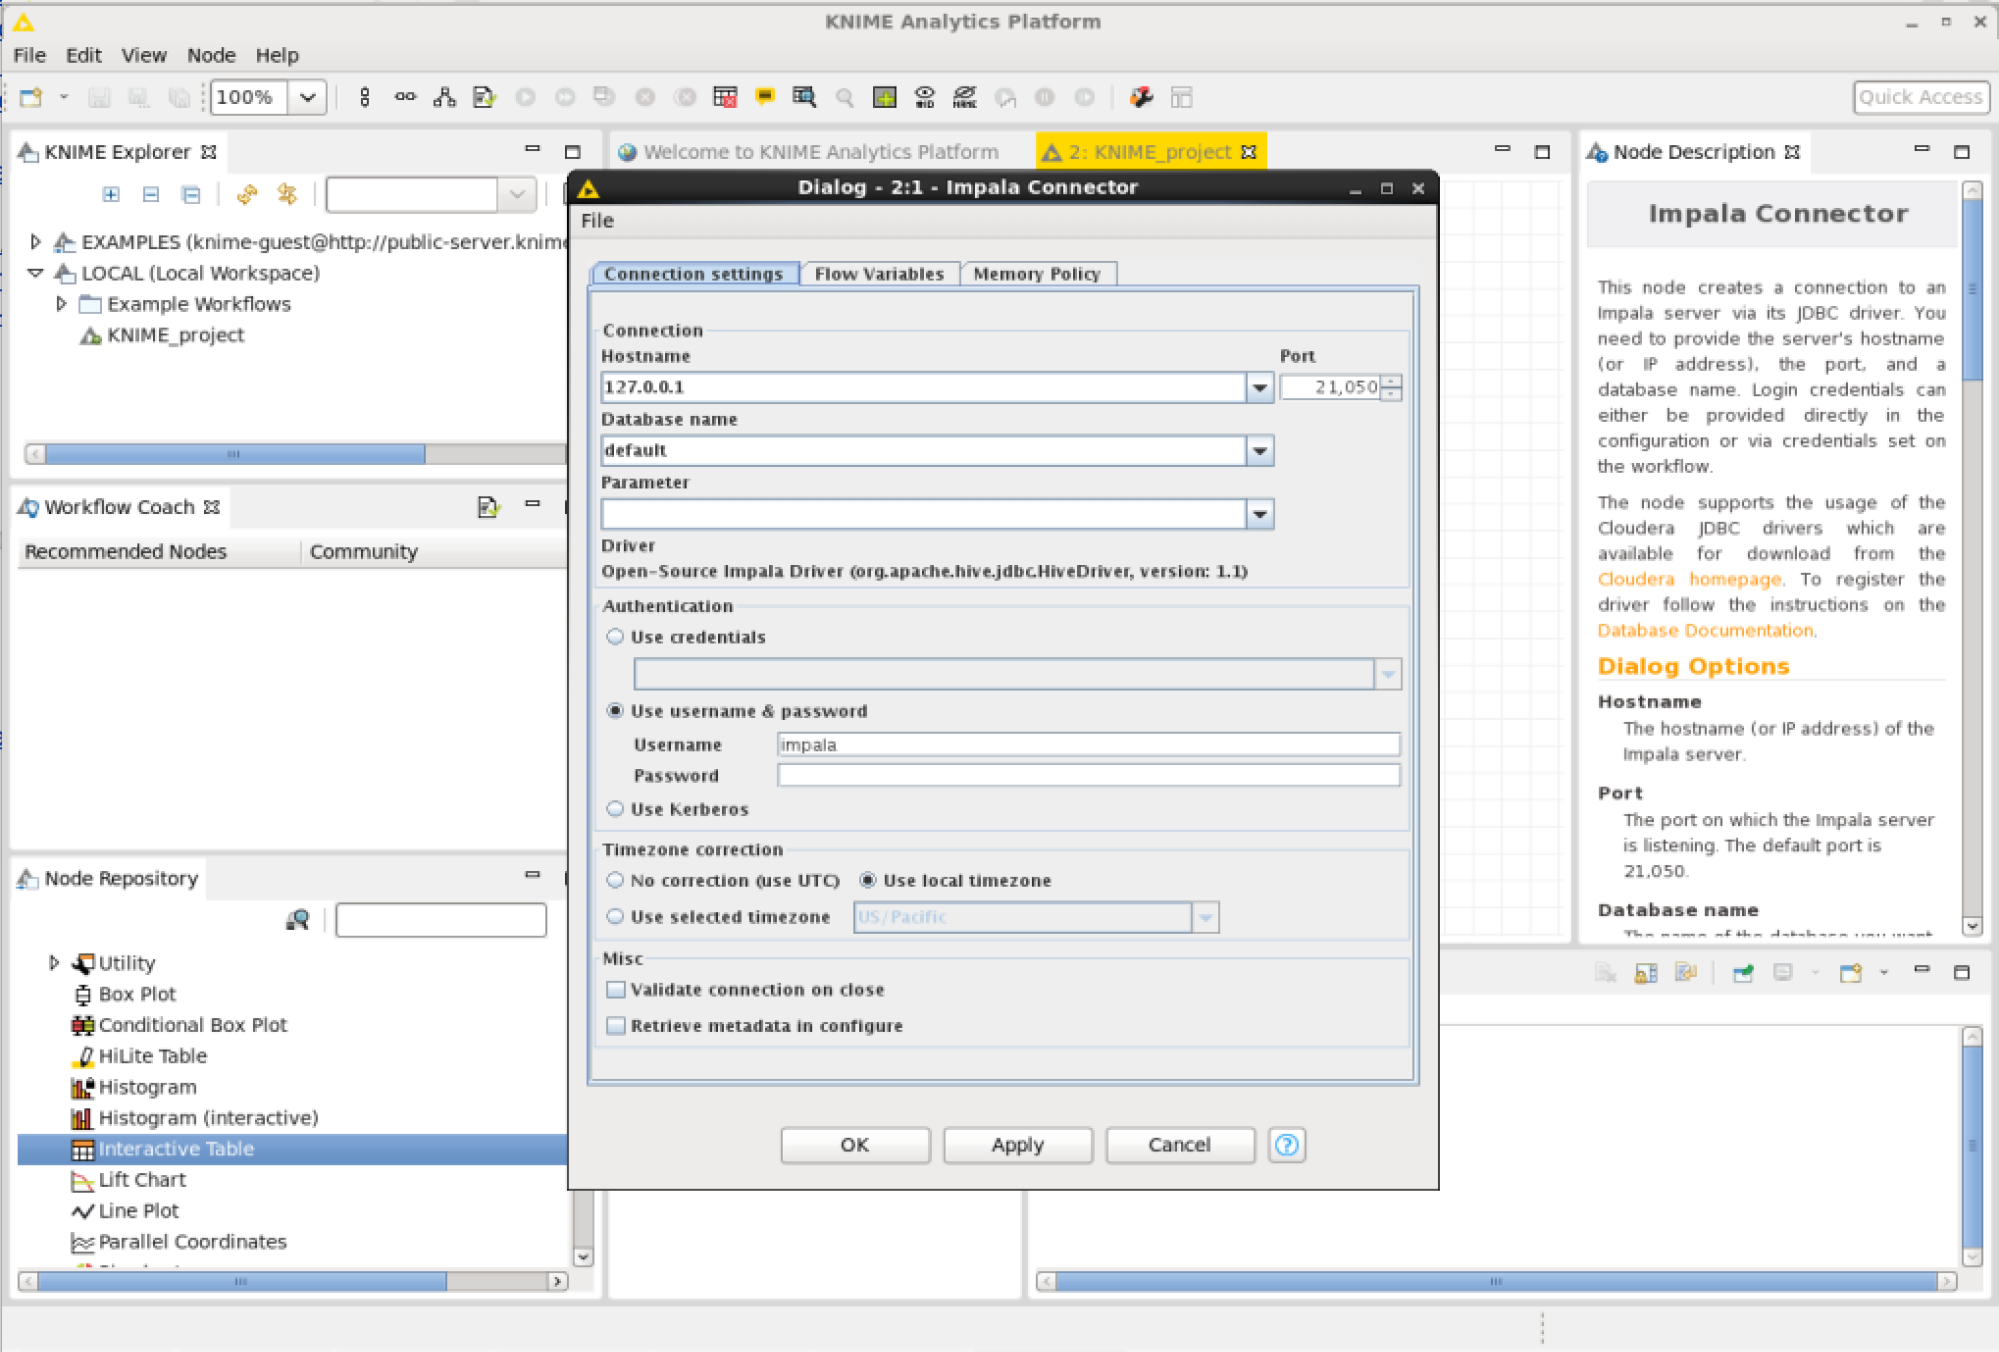 KNIME Analytics Platform
File Edit View Node Help
100%
Quick Access
KNIME Explorer
EXAMPLES (knime-guest@http://public-server.knime
LOCAL (Local Workspace)
Example Workflows
KNIME_project
Workflow Coach
Recommended Nodes Community
Node Repository
Utility
Box Plot
Conditional Box Plot
HiLite Table
Histogram
Histogram (interactive)
Interactive Table
Lift Chart
Line Plot
Parallel Coordinates
Welcome to KNIME Analytics Platform
2: KNIME_project
Dialog - 2:1 - Impala Connector
File
Connection settings Flow Variables Memory Policy
Connection
Hostname Port
127.0.0.1 21,050
Database name
default
Parameter
Driver
Open-Source Impala Driver (org.apache.hive.jdbc.HiveDriver, version: 1.1)
Authentication
Use credentials
Use username & password
Username impala
Password
Use Kerberos
Timezone correction
No correction (use UTC) Use local timezone
Use selected timezone US/Pacific
Misc
Validate connection on close
Retrieve metadata in configure
OK Apply Cancel ?
Node Description
Impala Connector
This node creates a connection to an
Impala server via its JDBC driver. You
need to provide the server's hostname
(or IP address), the port, and a
database name. Login credentials can
either be provided directly in the
configuration or via credentials set on
the workflow.
The node supports the usage of the
Cloudera JDBC drivers which are
available for download from the
Cloudera homepage. To register the
driver follow the instructions on the
Database Documentation.
Dialog Options
Hostname
The hostname (or IP address) of the
Impala server.
Port
The port on which the Impala server
is listening. The default port is
21,050.
Database name
The name of the database you want